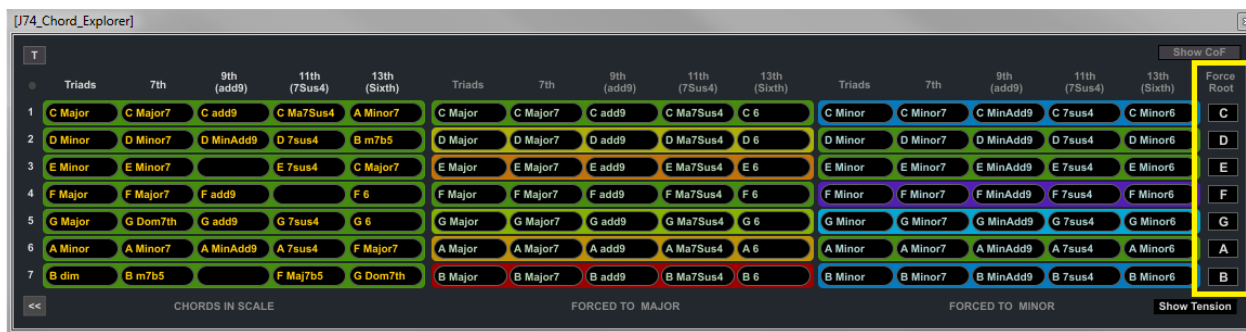 [J74_Chord_Explorer]
T
Show CoF
Triads 7th 9th (add9) 11th (7Sus4) 13th (Sixth) Triads 7th 9th (add9) 11th (7Sus4) 13th (Sixth) Triads 7th 9th (add9) 11th (7Sus4) 13th (Sixth) Force Root
1 C Major C Major7 C add9 C Ma7Sus4 A Minor7 C Major C Major7 C add9 C Ma7Sus4 C 6 C Minor C Minor7 C MinAdd9 C 7sus4 C Minor6 C
2 D Minor D Minor7 D MinAdd9 D 7sus4 B m7b5 D Major D Major7 D add9 D Ma7Sus4 D 6 D Minor D Minor7 D MinAdd9 D 7sus4 D Minor6 D
3 E Minor E Minor7 E 7sus4 C Major7 E Major E Major7 E add9 E Ma7Sus4 E 6 E Minor E Minor7 E MinAdd9 E 7sus4 E Minor6 E
4 F Major F Major7 F add9 F 6 F Major F Major7 F add9 F Ma7Sus4 F 6 F Minor F Minor7 F MinAdd9 F 7sus4 F Minor6 F
5 G Major G Dom7th G add9 G 7sus4 G 6 G Major G Major7 G add9 G Ma7Sus4 G 6 G Minor G Minor7 G MinAdd9 G 7sus4 G Minor6 G
6 A Minor A Minor7 A MinAdd9 A 7sus4 F Major7 A Major A Major7 A add9 A Ma7Sus4 A 6 A Minor A Minor7 A MinAdd9 A 7sus4 A Minor6 A
7 B dim B m7b5 F Maj7b5 G Dom7th B Major B Major7 B add9 B Ma7Sus4 B 6 B Minor B Minor7 B MinAdd9 B 7sus4 B Minor6 B
<< CHORDS IN SCALE FORCED TO MAJOR FORCED TO MINOR Show Tension